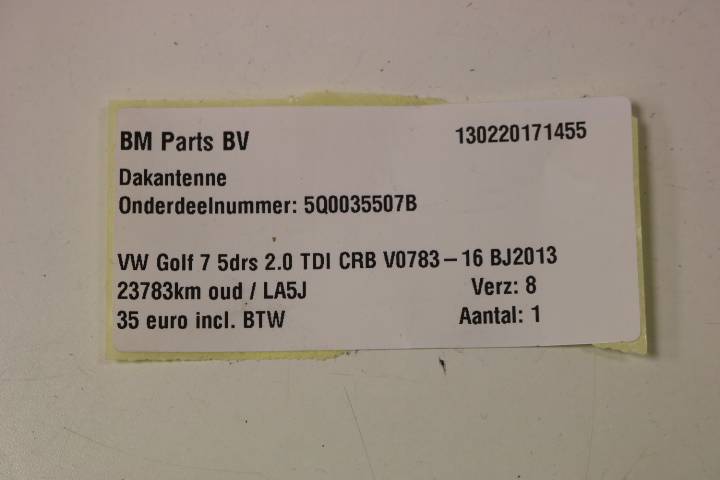 BM Parts BV 130220171455
Dakantenne
Onderdeelnummer: 5Q0035507B
VW Golf 7 5drs 2.0 TDI CRB V0783-16 BJ2013
23783km oud / LA5J Verz: 8
35 euro incl. BTW Aantal: 1